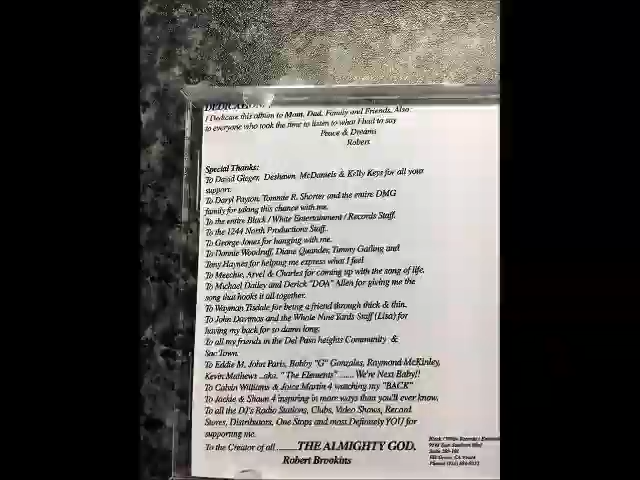 DEDICATION:
I Dedicate this album to Mom, Dad, Family and Friends. Also
to everyone who took the time to listen to what I had to say
Peace & Dreams
Robert
Special Thanks:
To David Gieger, Deshawn McDaniels & Kelly Keys for all your
support.
To Daryl Payton, Tommie R. Shorter and the entire DMG
family for taking this chance with me.
To the entire Black / White Entertainment / Records Staff.
To the 1244 North Productions Staff.
To George Jones for hanging with me.
To Donnie Woodruff, Diane Quander, Timmy Gatling and
Tony Haynes for helping me express what I feel
To Meechie, Arvel & Charles for coming up with the song of life.
To Michael Dailey and Derick "DOA" Allen for giving me the
song that hooks it all together.
To Wayman Tisdale for being a friend through thick & thin.
To John Davimos and the Whole Nine Yards Staff (Lisa) for
having my back for so damn long.
To all my friends in the Del Paso heights Community &
Sac Town.
To Eddie M, John Paris, Bobby "G" Gonzales, Raymond McKinley,
Kevin Mathews ..aka. "The Elements" ....... We're Next Baby!!
To Calvin Williams & Joice Martin 4 watching my "BACK"
To Jackie & Shaun 4 inspiring in more ways than you'll ever know.
To all the DJ's Radio Stations, Clubs, Video Shows, Record
Stores, Distributors, One Stops and most Definitely YOU for
supporting me.
To the Creator of all.......THE ALMIGHTY GOD.
Robert Brookins
Black / White Records /
Suite